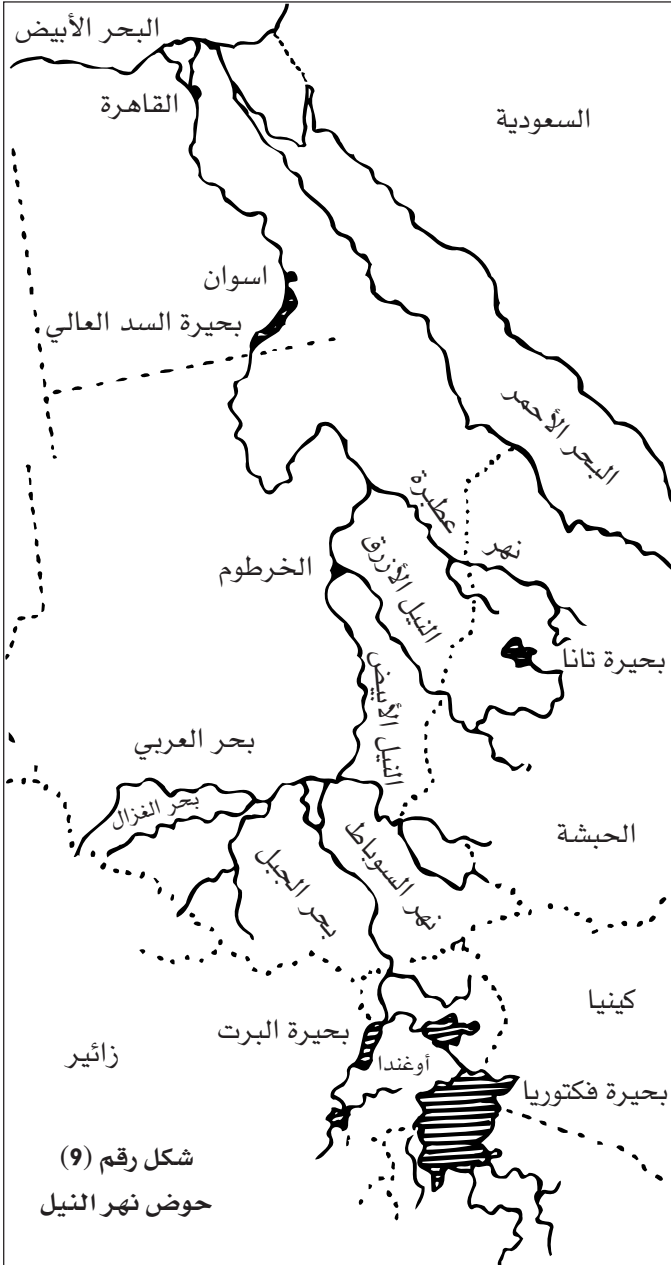 البحر الأبيض
القاهرة
السعودية
اسوان
بحيرة السد العالي
البحر الأحمر
نهر عطبرة
الخرطوم
النيل الأزرق
بحيرة تانا
النيل الأبيض
بحر العربي
بحر الغزال
الحبشة
نهر السوباط
بحر الجبل
كينيا
بحيرة البرت
زائير
أوغندا
بحيرة فكتوريا
شكل رقم (9)
حوض نهر النيل